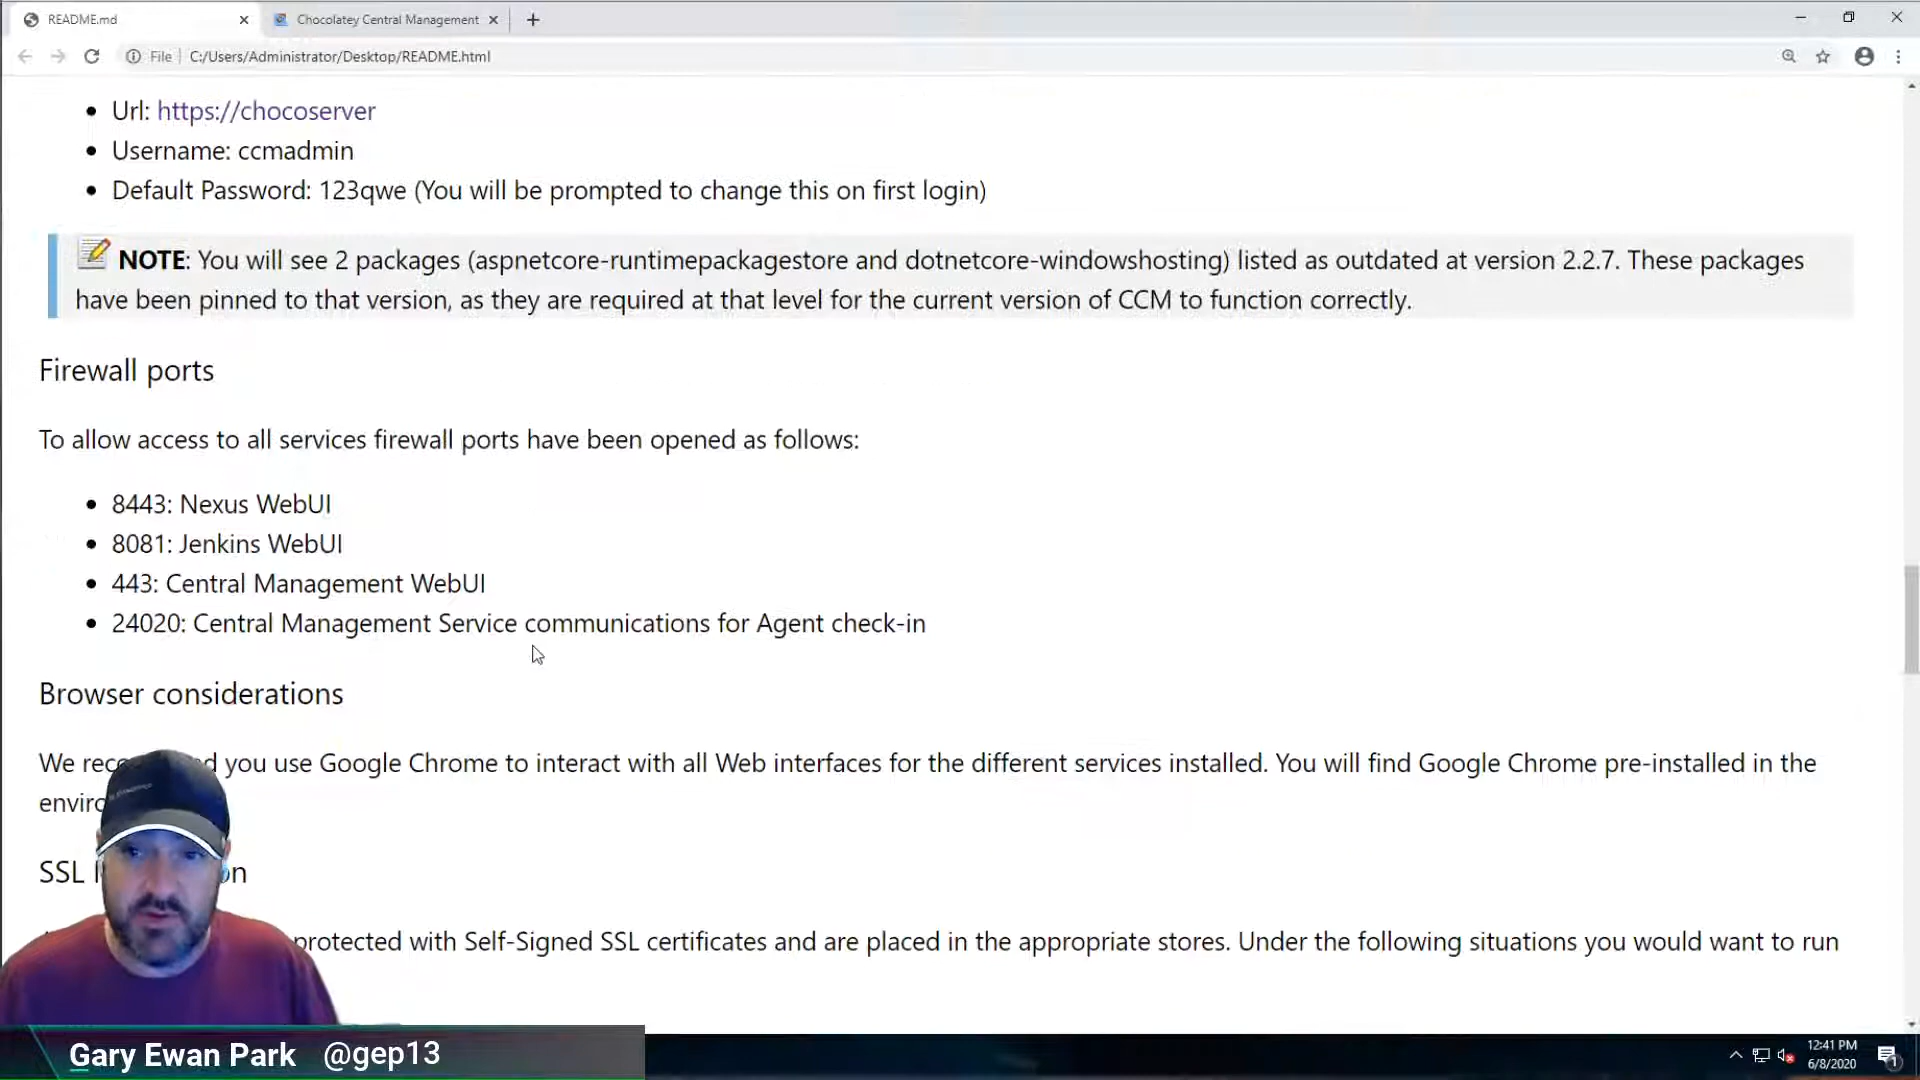 README.md
Chocolatey Central Management
File
C:/Users/Administrator/Desktop/README.html
Url: https://chocoserver
Username: ccmadmin
Default Password: 123qwe (You will be prompted to change this on first login)
NOTE: You will see 2 packages (aspnetcore-runtimepackagestore and dotnetcore-windowshosting) listed as outdated at version 2.2.7. These packages
have been pinned to that version, as they are required at that level for the current version of CCM to function correctly.
Firewall ports
To allow access to all services firewall ports have been opened as follows:
8443: Nexus WebUI
8081: Jenkins WebUI
443: Central Management WebUI
24020: Central Management Service communications for Agent check-in
Browser considerations
We you use Google Chrome to interact with all Web interfaces for the different services installed. You will find Google Chrome pre-installed in the
SSL
protected with Self-Signed SSL certificates and are placed in the appropriate stores. Under the following situations you would want to run
Gary Ewan Park @gep13
12:41 PM
6/8/2020
1